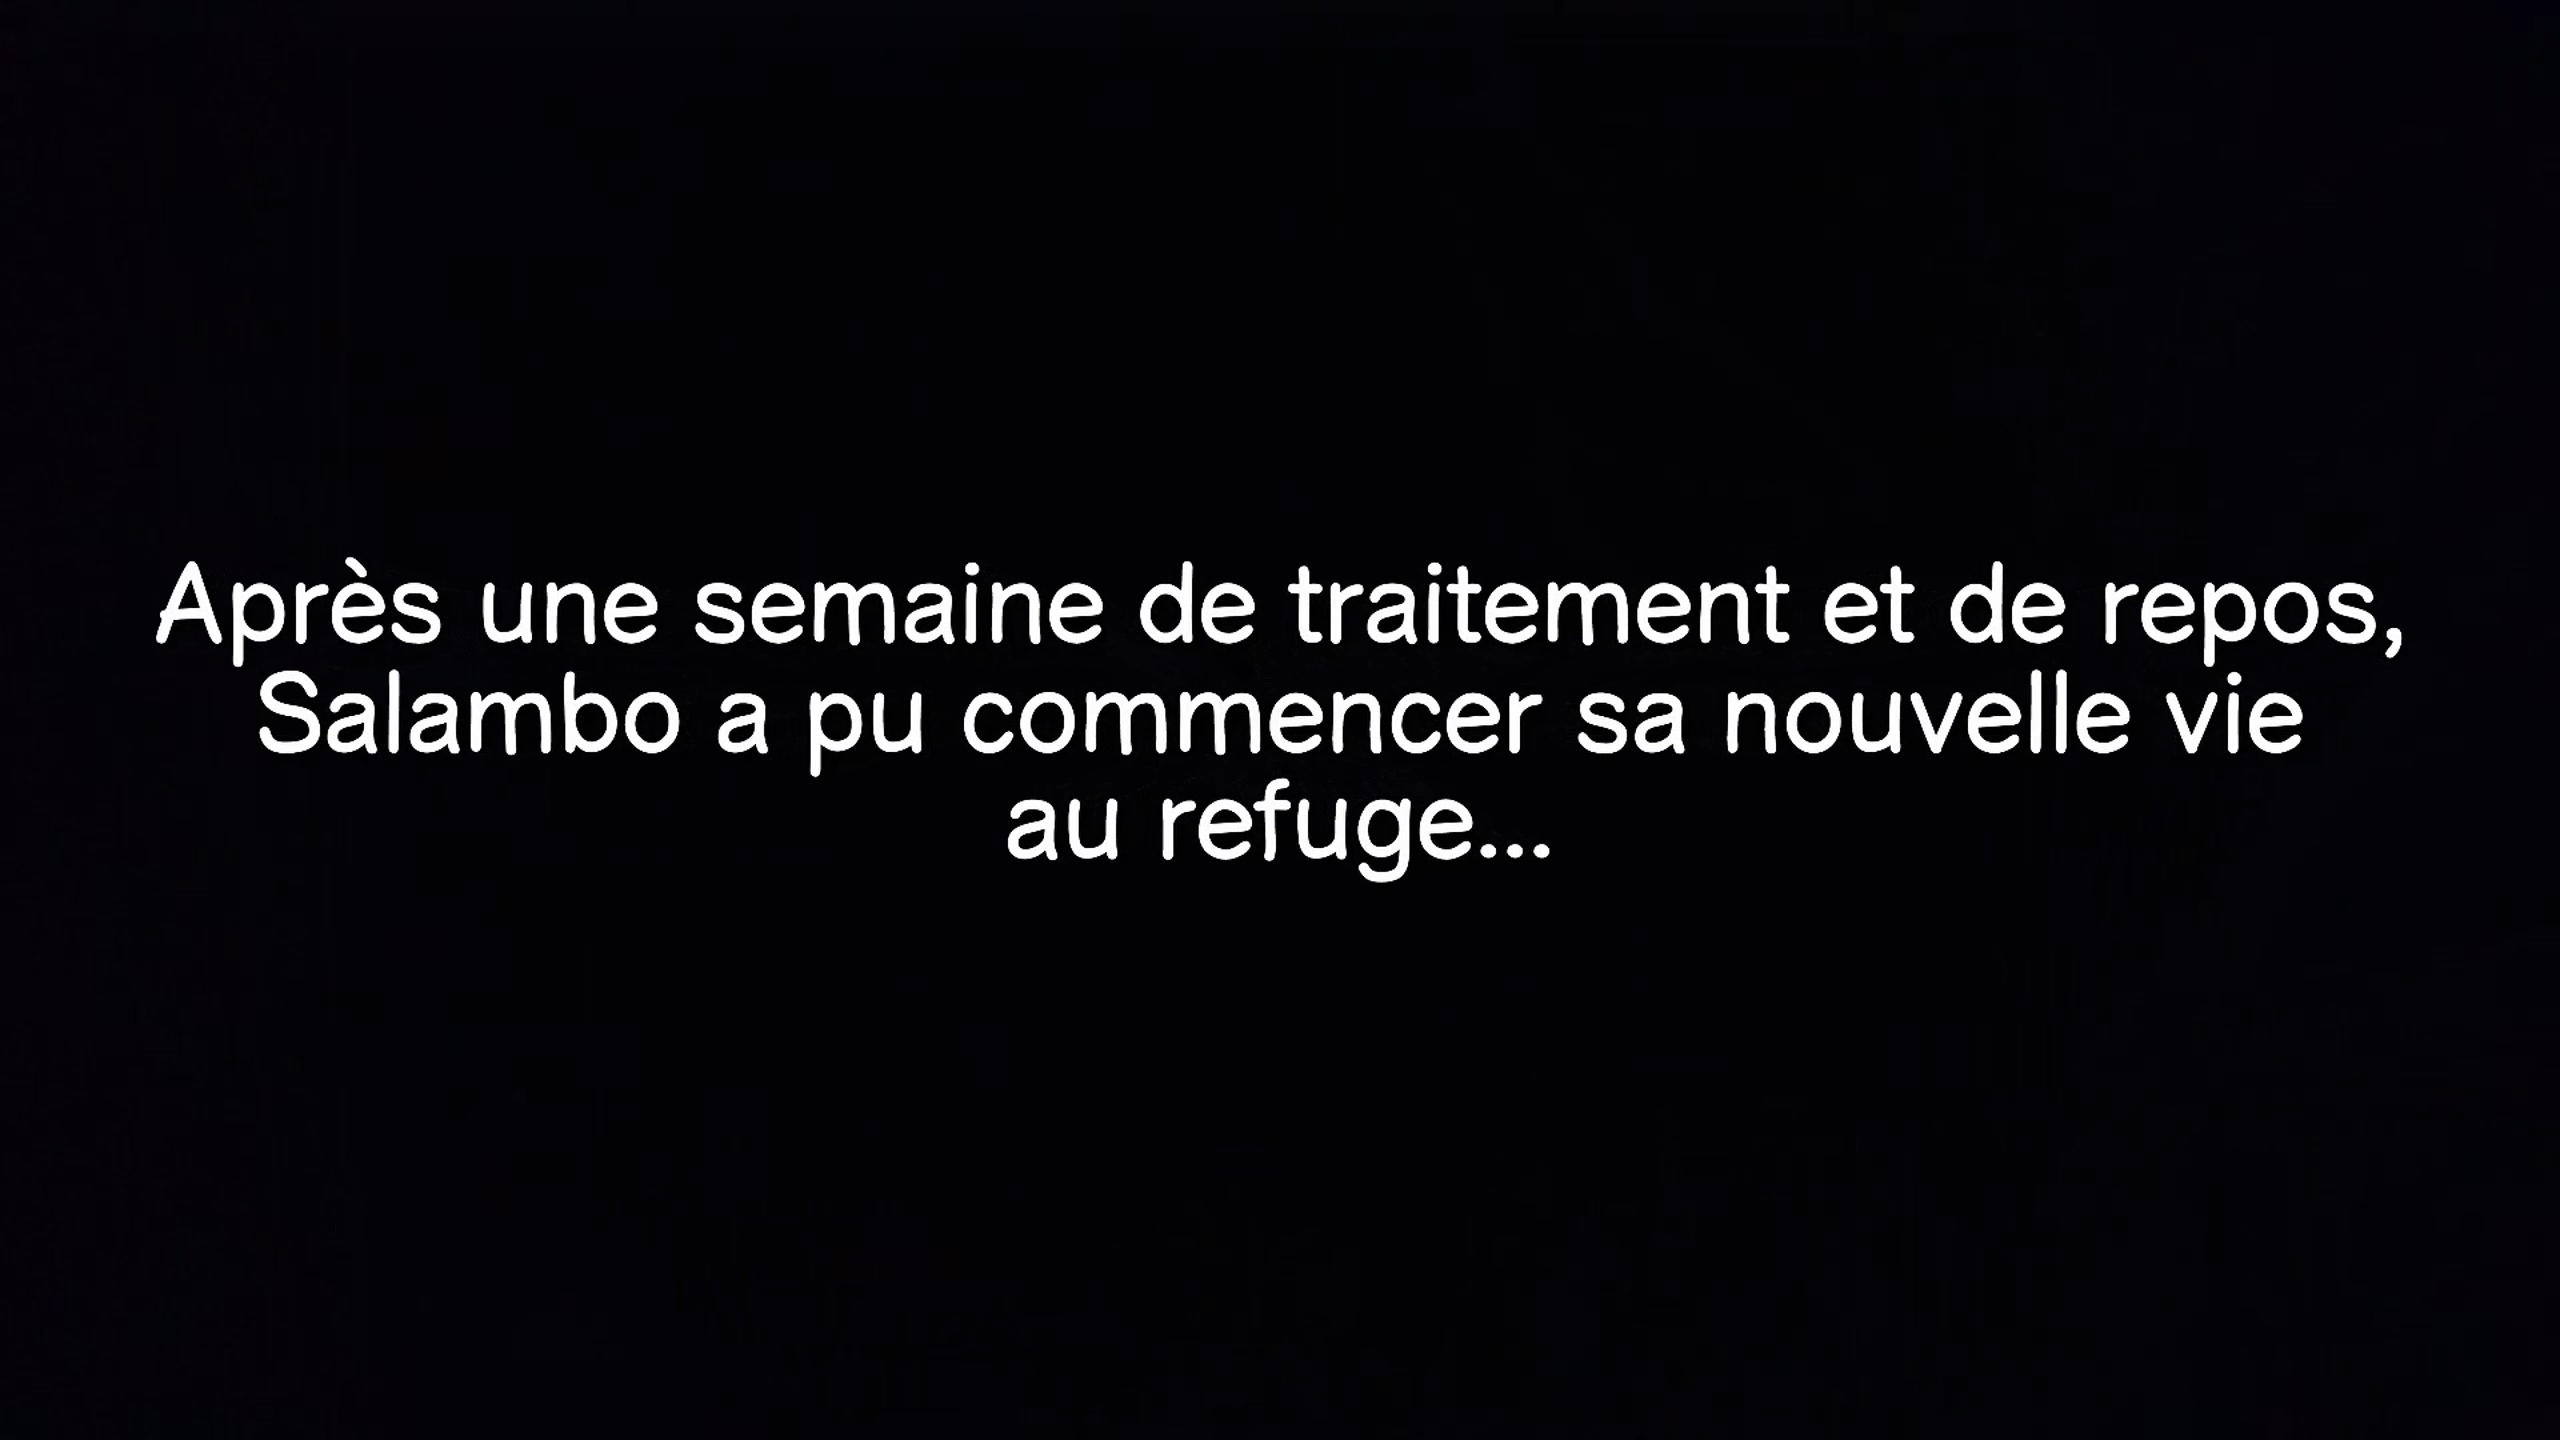 Après une semaine de traitement et de repos,
Salambo a pu commencer sa nouvelle vie
au refuge...